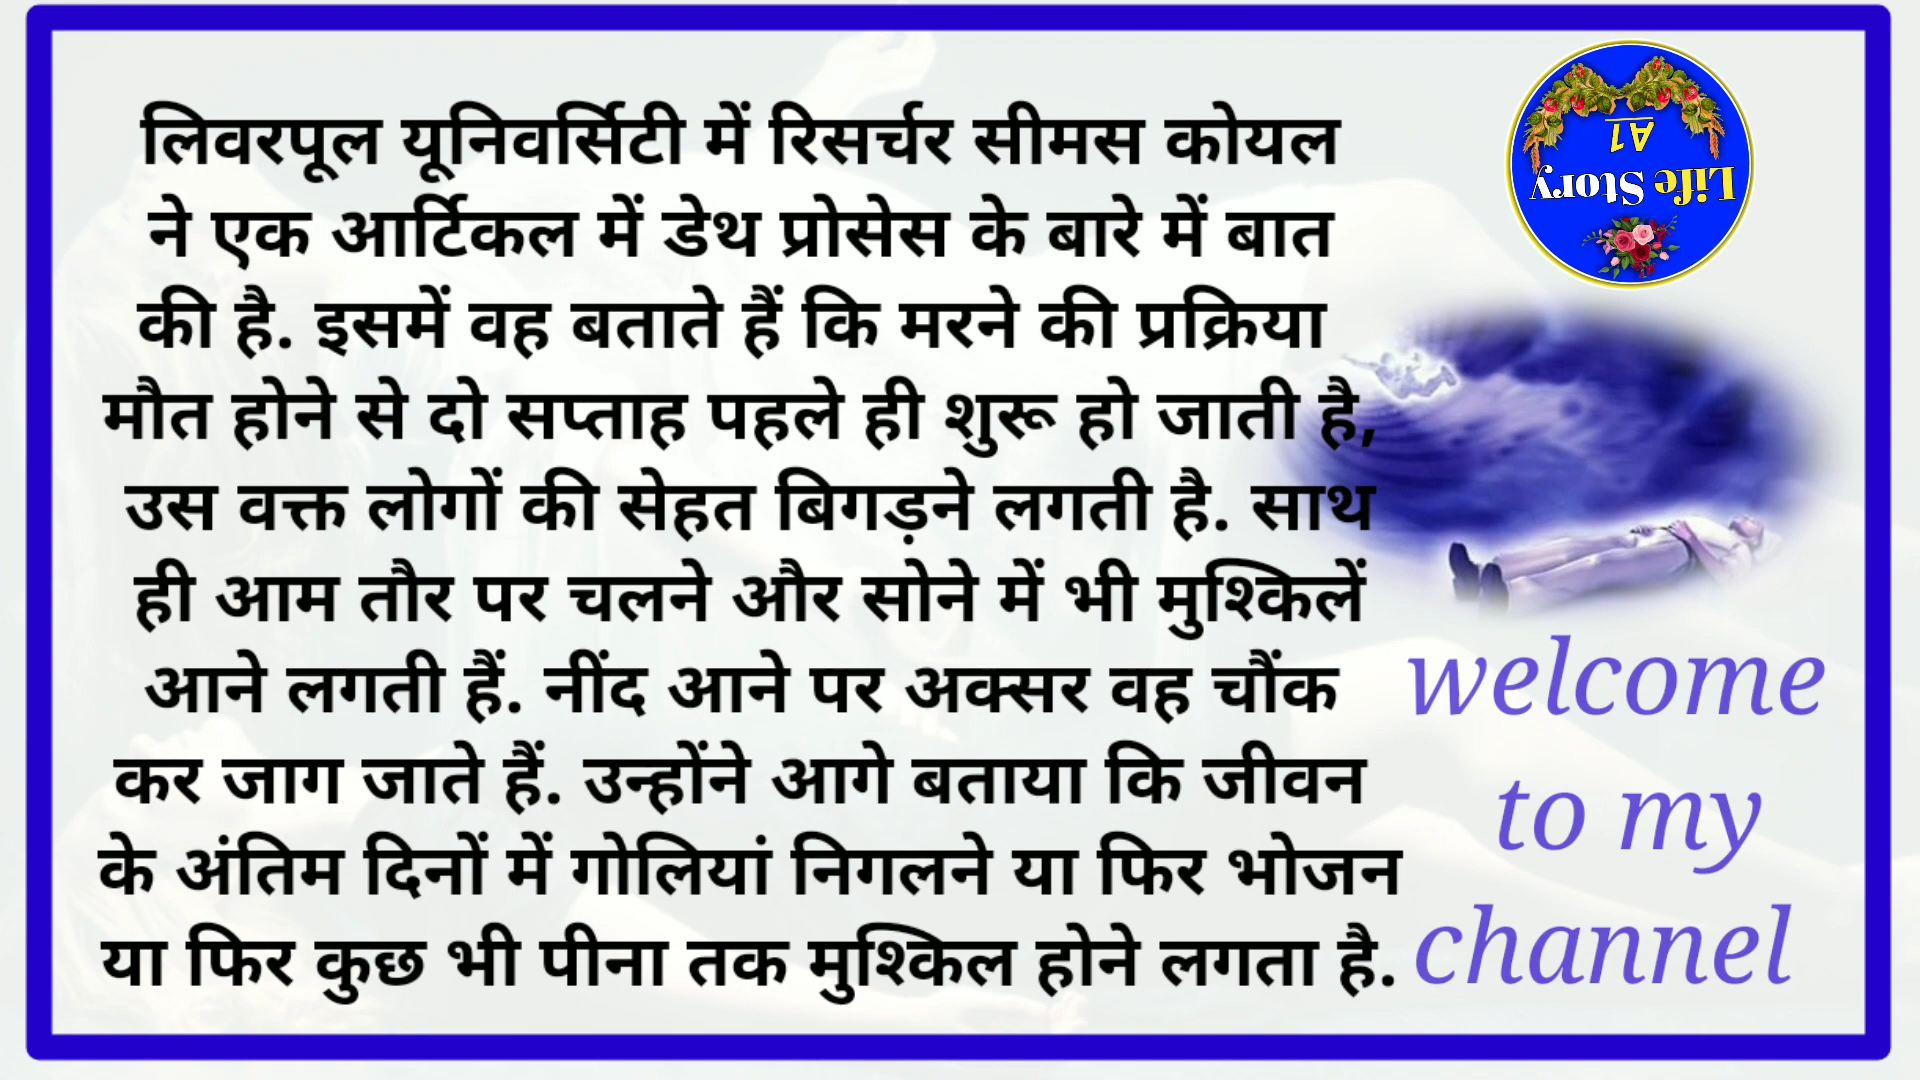 लिवरपूल यूनिवर्सिटी में रिसर्चर सीमस कोयल
ने एक आर्टिकल में डेथ प्रोसेस के बारे में बात
की है. इसमें वह बताते हैं कि मरने की प्रक्रिया
मौत होने से दो सप्ताह पहले ही शुरू हो जाती है,
उस वक्त लोगों की सेहत बिगड़ने लगती है. साथ
ही आम तौर पर चलने और सोने में भी मुश्किलें
आने लगती हैं. नींद आने पर अक्सर वह चौंक
कर जाग जाते हैं. उन्होंने आगे बताया कि जीवन
के अंतिम दिनों में गोलियां निगलने या फिर भोजन
या फिर कुछ भी पीना तक मुश्किल होने लगता है.
Life Story
A1
welcome
to my
channel